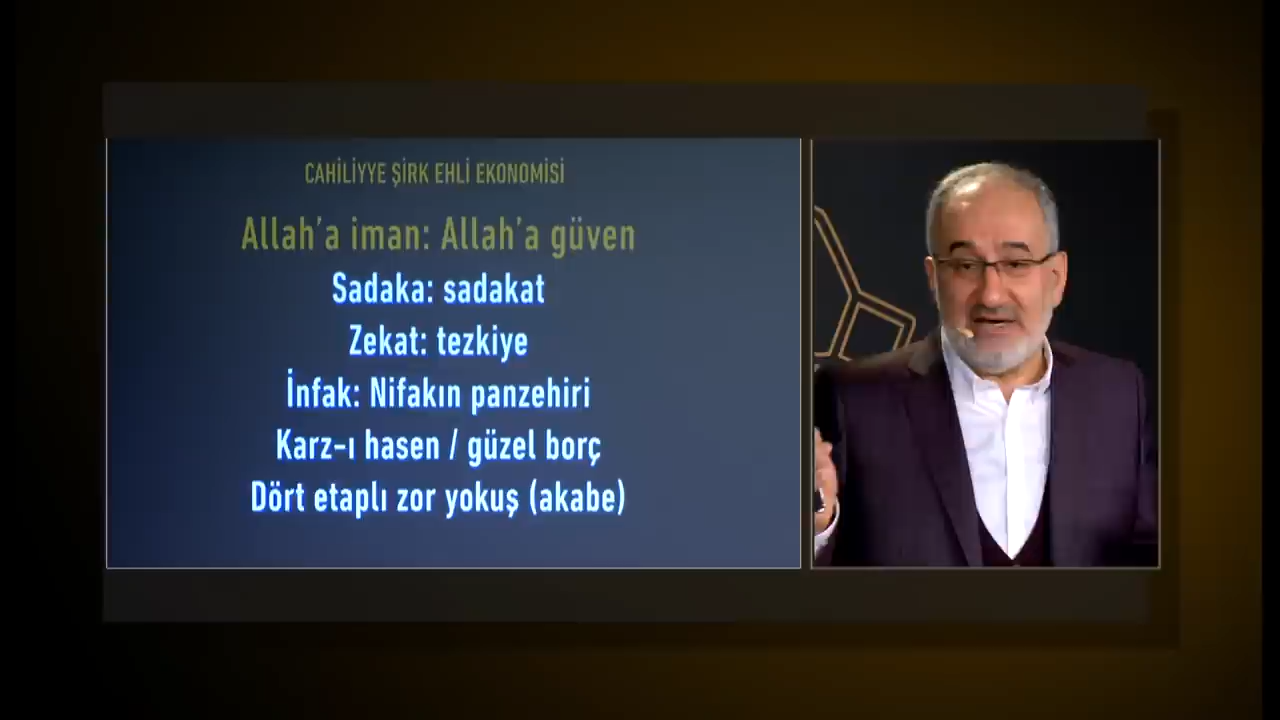 CAHİLİYYE ŞİRK EHLİ EKONOMİSİ
Allah’a iman: Allah’a güven
Sadaka: sadakat
Zekat: tezkiye
İnfak: Nifakın panzehiri
Karz-ı hasen / güzel borç
Dört etaplı zor yokuş (akabe)